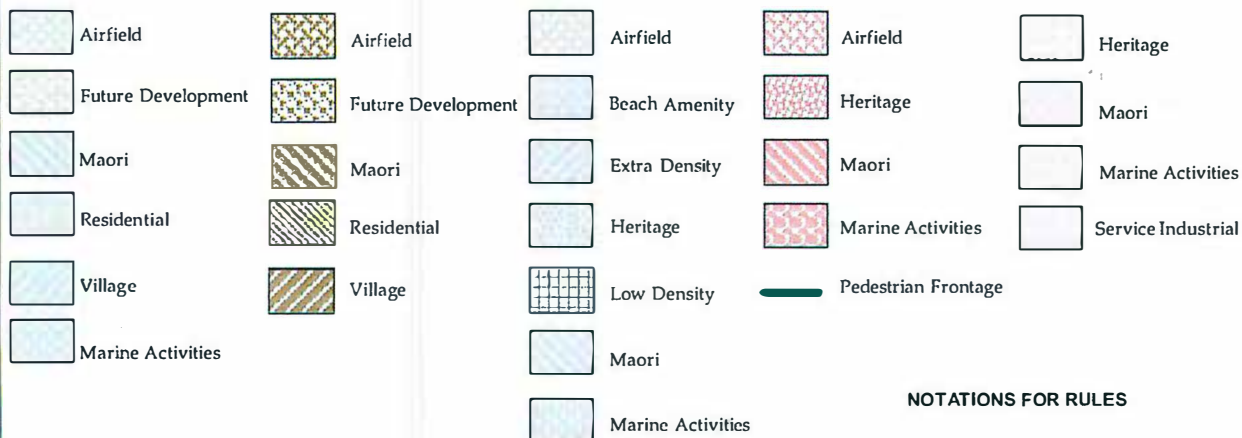 Airfield
Future Development
Maori
Residential
Village
Marine Activities
Airfield
Future Development
Maori
Residential
Village
Airfield
Beach Amenity
Extra Density
Heritage
Low Density
Maori
Marine Activities
Airfield
Heritage
Maori
Marine Activities
Pedestrian Frontage
Heritage
Maori
Marine Activities
Service Industrial
NOTATIONS FOR RULES